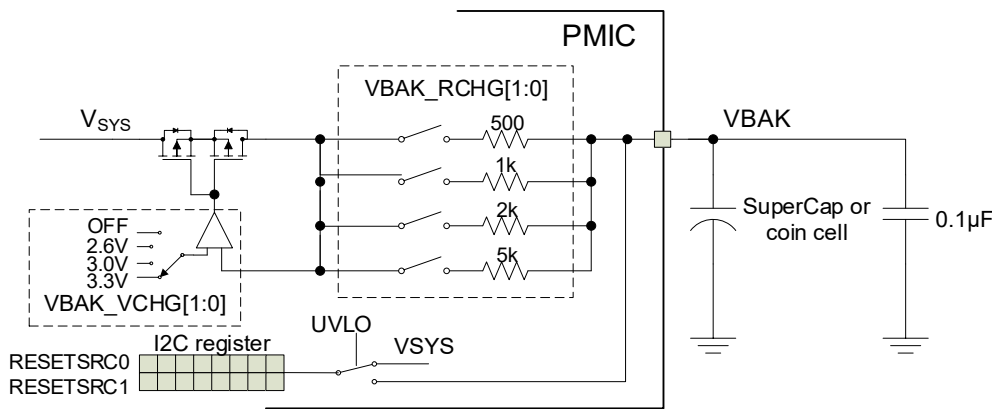 PMIC
VBAK_RCHG[1:0]
VSYS
500
VBAK
1k
OFF
2.6V
3.0V
3.3V
2k
SuperCap or
coin cell
0.1µF
5k
VBAK_VCHG[1:0]
UVLO
I2C register
VSYS
RESETSRC0
RESETSRC1